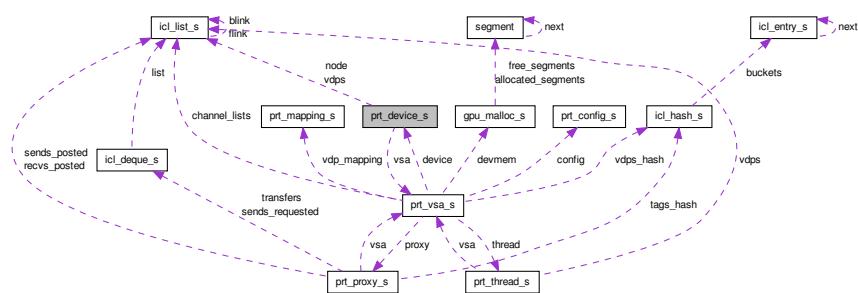 icl_list_s
blink
flink
segment
next
icl_entry_s
next
node
vdps
free_segments
allocated_segments
buckets
list
channel_lists
prt_mapping_s
prt_device_s
gpu_malloc_s
prt_config_s
icl_hash_s
sends_posted
recvs_posted
icl_deque_s
vdp_mapping
vsa
device
devmem
config
vdps_hash
vdps
transfers
sends_requested
prt_vsa_s
tags_hash
vsa
proxy
vsa
thread
prt_proxy_s
prt_thread_s